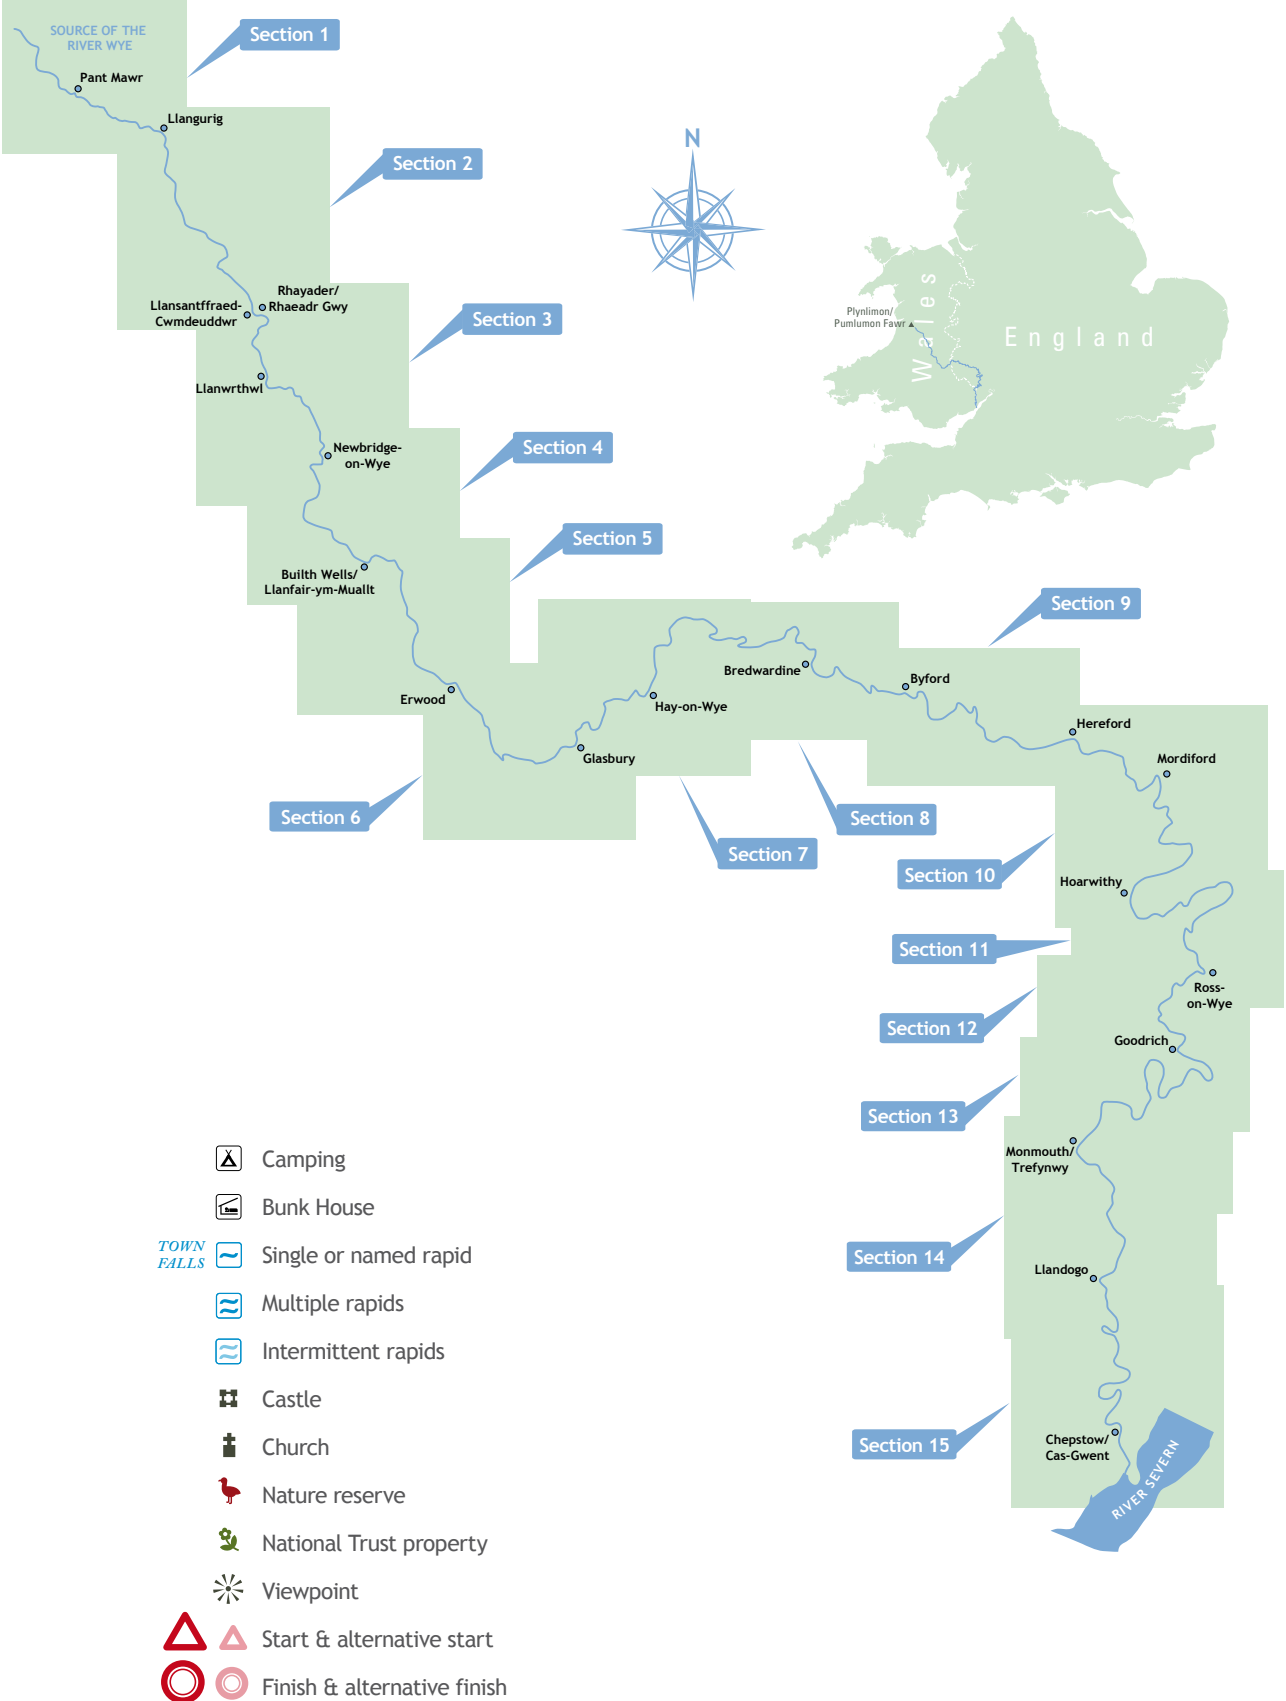 SOURCE OF THE
RIVER WYE
Section 1
Pant Mawr
Llangurig
N
Section 2
Rhayader/
Rhaeadr Gwy
Llansantffraed-
Cwmdeuddwr
Section 3
Plynlimon/
Pumlumon Fawr
Wales
England
Llanwrthwl
Newbridge-
on-Wye
Section 4
Section 5
Builth Wells/
Llanfair-ym-Muallt
Section 9
Erwood
Bredwardine
Byford
Hay-on-Wye
Hereford
Glasbury
Mordiford
Section 6
Section 8
Section 7
Section 10
Hoarwithy
Section 11
Ross-
on-Wye
Section 12
Goodrich
Section 13
Monmouth/
Trefynwy
Section 14
Llandogo
Chepstow/
Cas-Gwent
Section 15
RIVER SEVERN
Camping
Bunk House
TOWN
FALLS
Single or named rapid
Multiple rapids
Intermittent rapids
Castle
Church
Nature reserve
National Trust property
Viewpoint
Start & alternative start
Finish & alternative finish